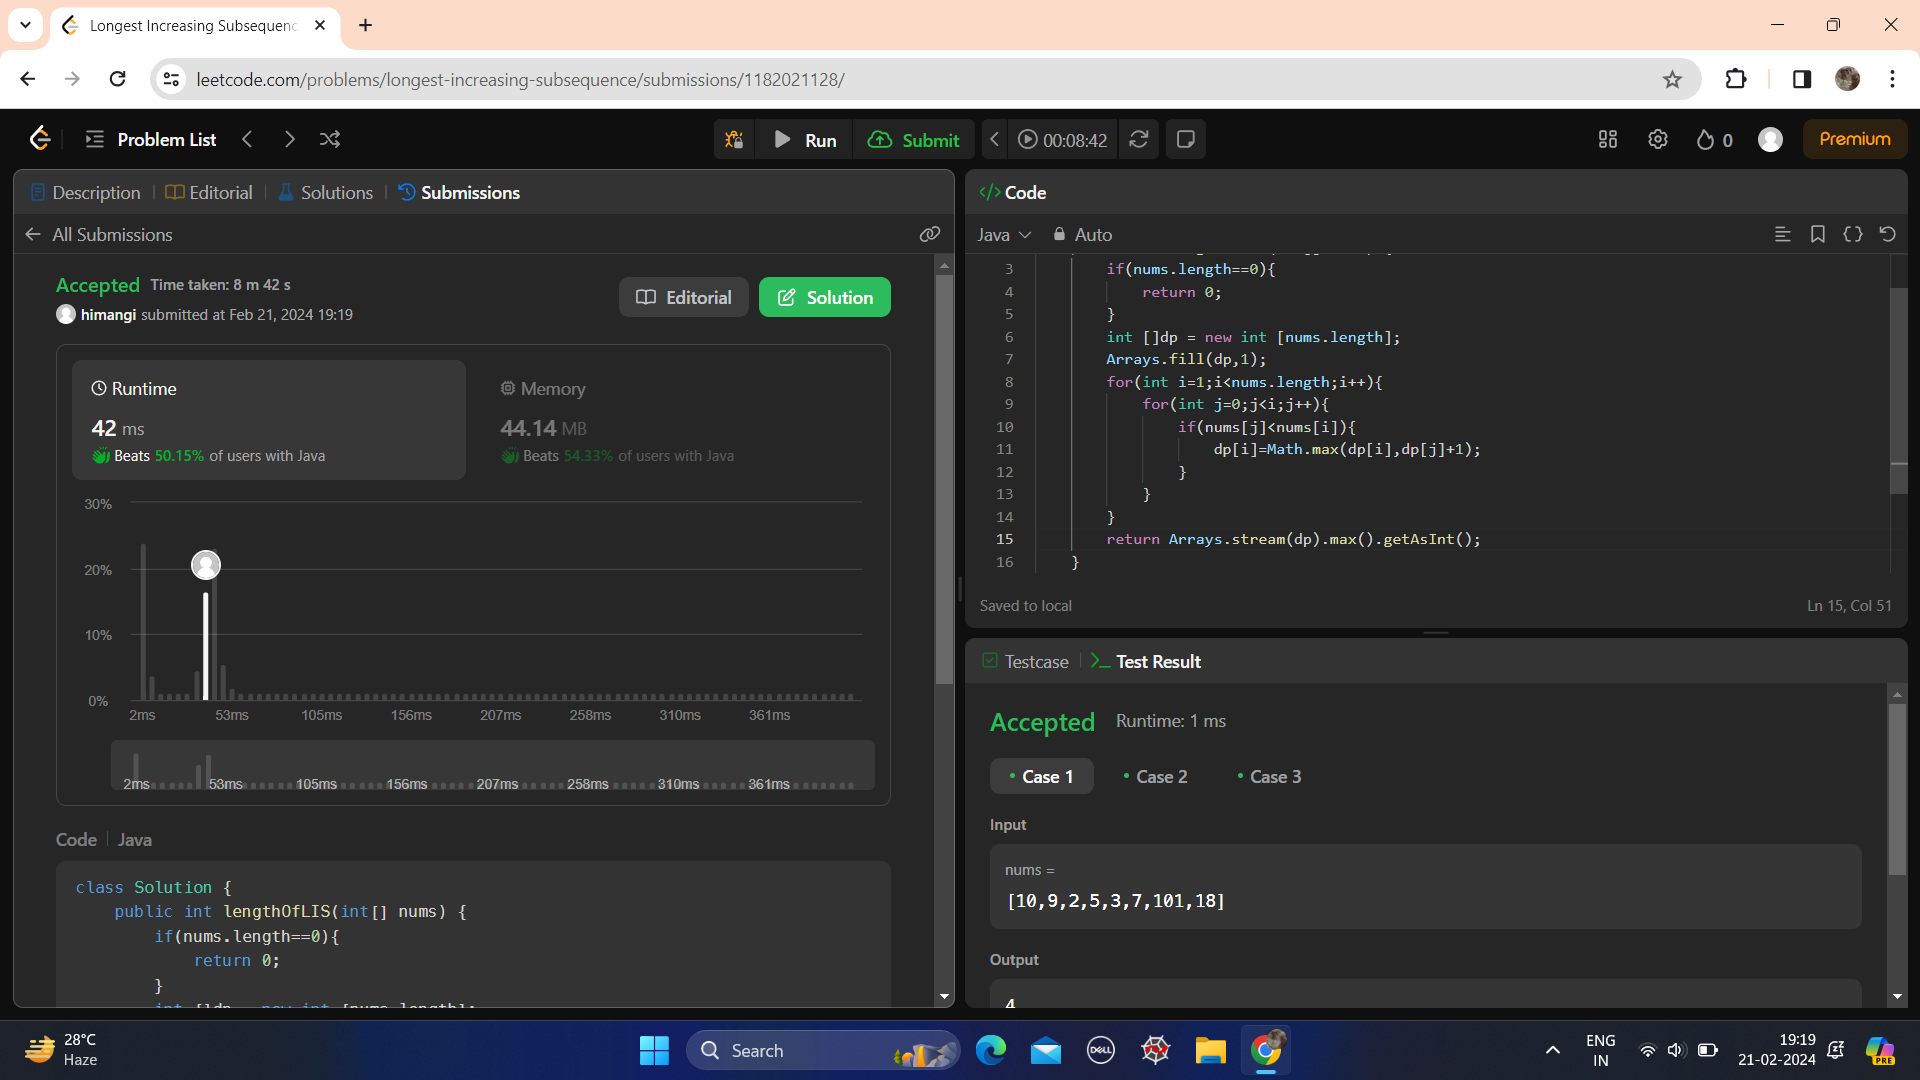 Longest Increasing Subsequenc
leetcode.com/problems/longest-increasing-subsequence/submissions/1182021128/
Problem List
Run
Submit
00:08:42
0
Premium
Description
Editorial
Solutions
Submissions
All Submissions
Accepted Time taken: 8 m 42 s
himangi submitted at Feb 21, 2024 19:19
Editorial
Solution
Runtime
42 ms
Beats 50.15% of users with Java
Memory
44.14 MB
Beats 54.33% of users with Java
30%
20%
10%
0%
2ms 53ms 105ms 156ms 207ms 258ms 310ms 361ms
2ms 53ms 105ms 156ms 207ms 258ms 310ms 361ms
Code Java
class Solution {
public int lengthOfLIS(int[] nums) {
if(nums.length==0){
return 0;
}
int []dp = new int [nums.length];
</> Code
Java
Auto
3 if(nums.length==0){
4 return 0;
5 }
6 int []dp = new int [nums.length];
7 Arrays.fill(dp,1);
8 for(int i=1;i<nums.length;i++){
9 for(int j=0;j<i;j++){
10 if(nums[j]<nums[i]){
11 dp[i]=Math.max(dp[i],dp[j]+1);
12 }
13 }
14 }
15 return Arrays.stream(dp).max().getAsInt();
16 }
Saved to local
Ln 15, Col 51
Testcase
Test Result
Accepted Runtime: 1 ms
Case 1
Case 2
Case 3
Input
nums =
[10,9,2,5,3,7,101,18]
Output
4
28°C
Haze
Search
DELL
ENG
IN
19:19
21-02-2024
PRE